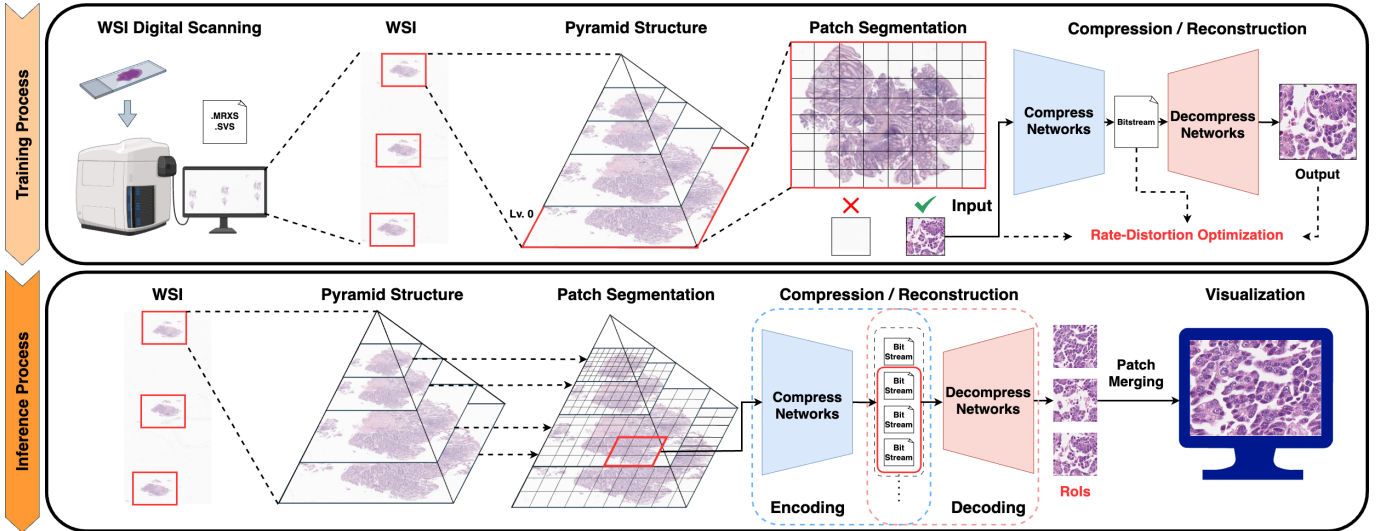 Training Process
WSI Digital Scanning
WSI
Pyramid Structure
Patch Segmentation
Compression / Reconstruction
.MRXS
.SVS
Lv. 0
Input
Compress
Networks
Bitstream
Decompress
Networks
Output
Rate-Distortion Optimization
Inference Process
WSI
Pyramid Structure
Patch Segmentation
Compression / Reconstruction
Visualization
Compress
Networks
Bit
Stream
Bit
Stream
Bit
Stream
Bit
Stream
Decompress
Networks
Patch
Merging
RoIs
Encoding
Decoding